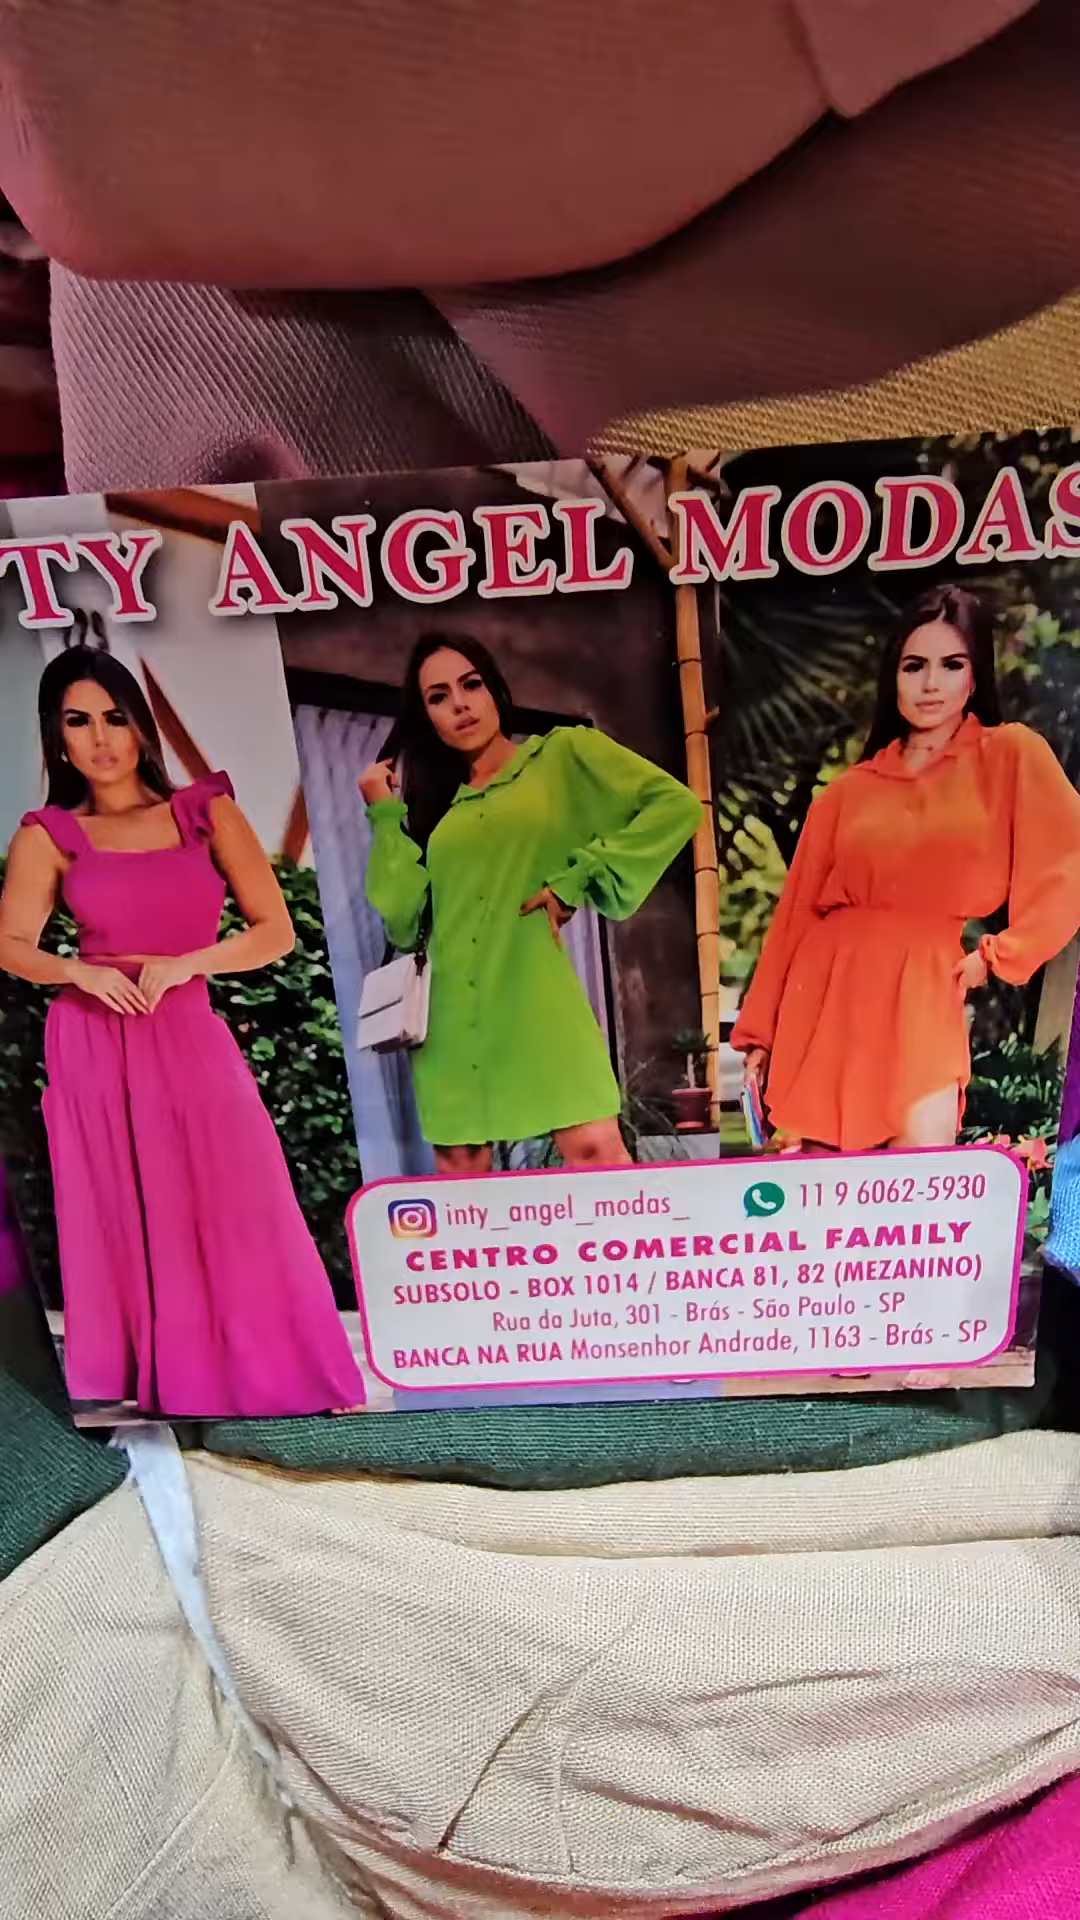 TY ANGEL MODAS
inty_angel_modas_ 11 9 6062-5930
CENTRO COMERCIAL FAMILY
SUBSOLO - BOX 1014 / BANCA 81, 82 (MEZANINO)
Rua da Juta, 301 - Brás - São Paulo - SP
BANCA NA RUA Monsenhor Andrade, 1163 - Brás - SP